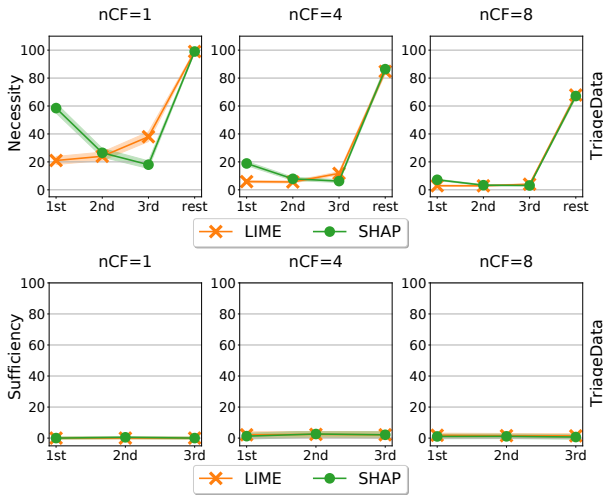 nCF=1 nCF=4 nCF=8
100 100 100
80 80 80
60 60 60
40 40 40
20 20 20
0 0 0
Necessity
TriageData
1st 2nd 3rd rest 1st 2nd 3rd rest 1st 2nd 3rd rest
LIME SHAP
nCF=1 nCF=4 nCF=8
100 100 100
80 80 80
60 60 60
40 40 40
20 20 20
0 0 0
Sufficiency
TriageData
1st 2nd 3rd 1st 2nd 3rd 1st 2nd 3rd
LIME SHAP